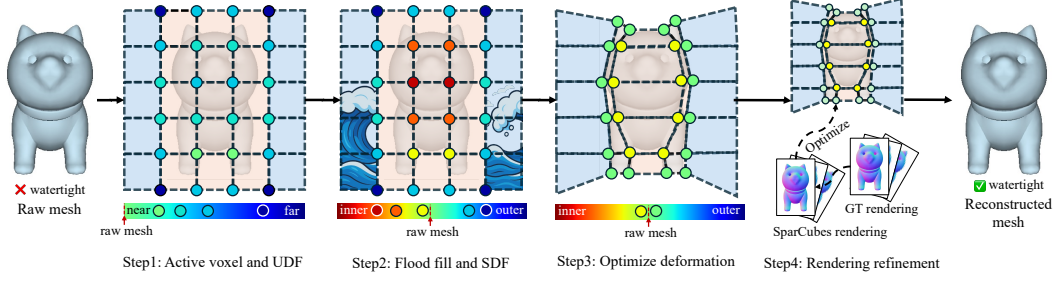 ❌ watertight
Raw mesh
near
far
raw mesh
Step1: Active voxel and UDF
inner
outer
raw mesh
Step2: Flood fill and SDF
inner
outer
raw mesh
Step3: Optimize deformation
Optimize
GT rendering
SparCubes rendering
Step4: Rendering refinement
✅ watertight
Reconstructed
mesh